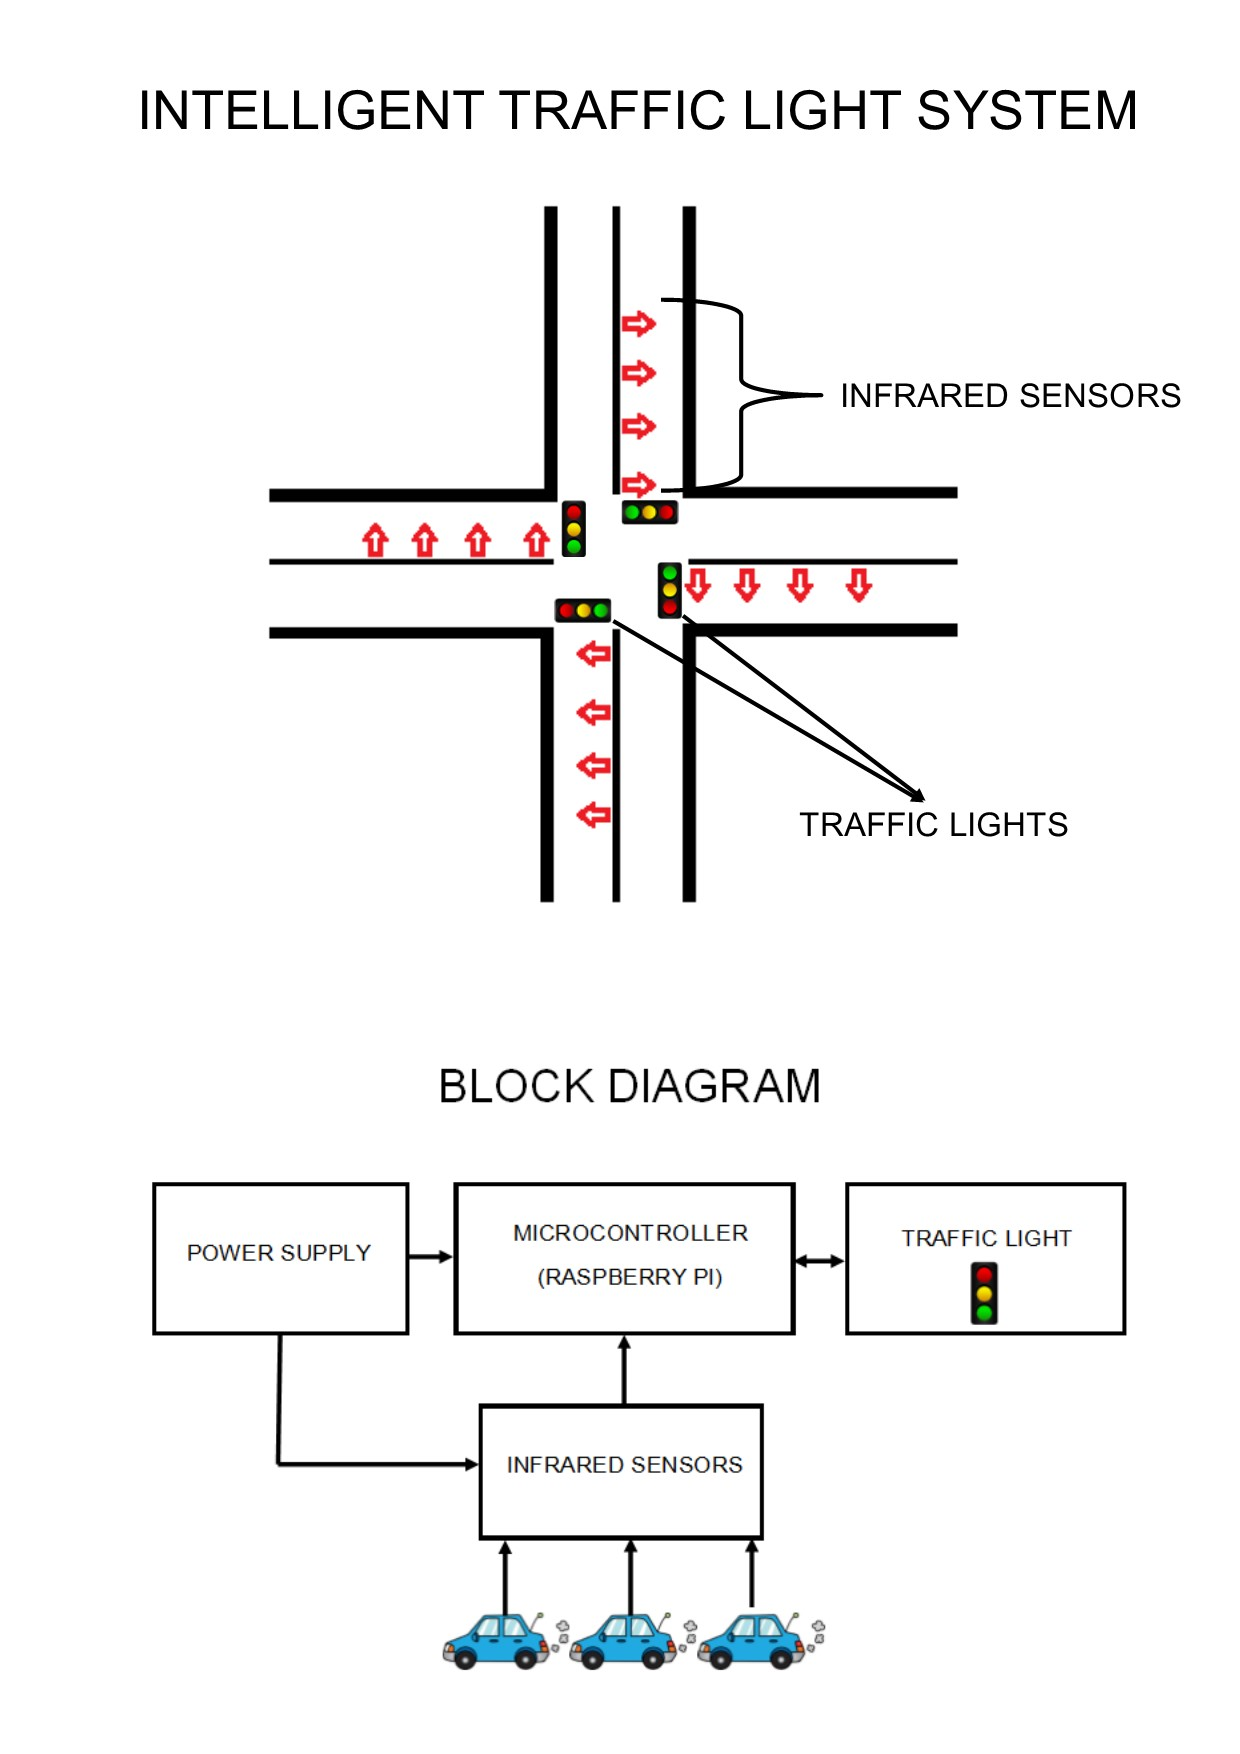 INTELLIGENT TRAFFIC LIGHT SYSTEM
INFRARED SENSORS
TRAFFIC LIGHTS
BLOCK DIAGRAM
POWER SUPPLY
MICROCONTROLLER
(RASPBERRY PI)
TRAFFIC LIGHT
INFRARED SENSORS